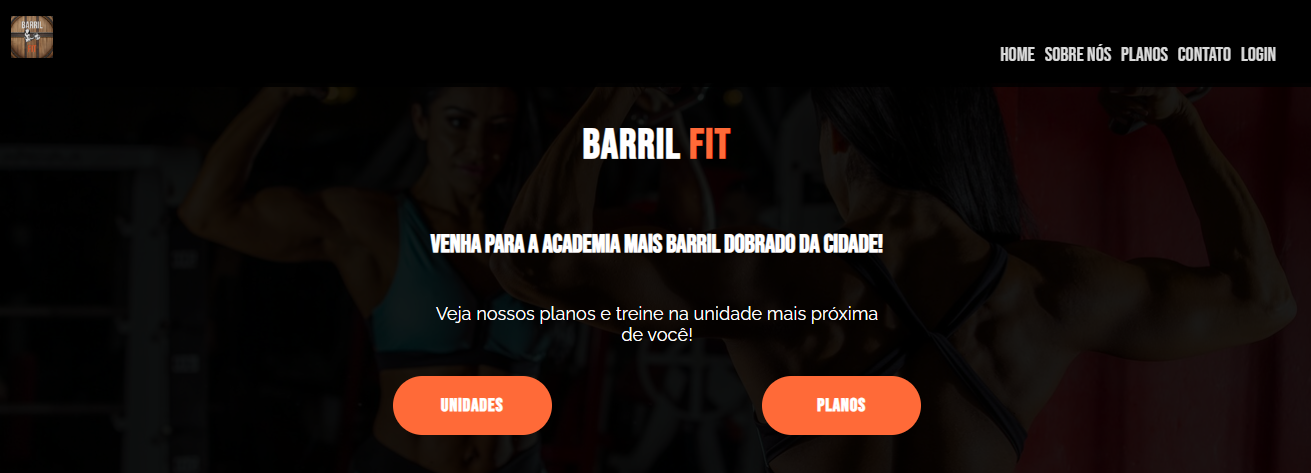 BARRIL
FIT
HOME SOBRE NÓS PLANOS CONTATO LOGIN
BARRIL FIT
VENHA PARA A ACADEMIA MAIS BARRIL DOBRADO DA CIDADE!
Veja nossos planos e treine na unidade mais próxima
de você!
UNIDADES PLANOS